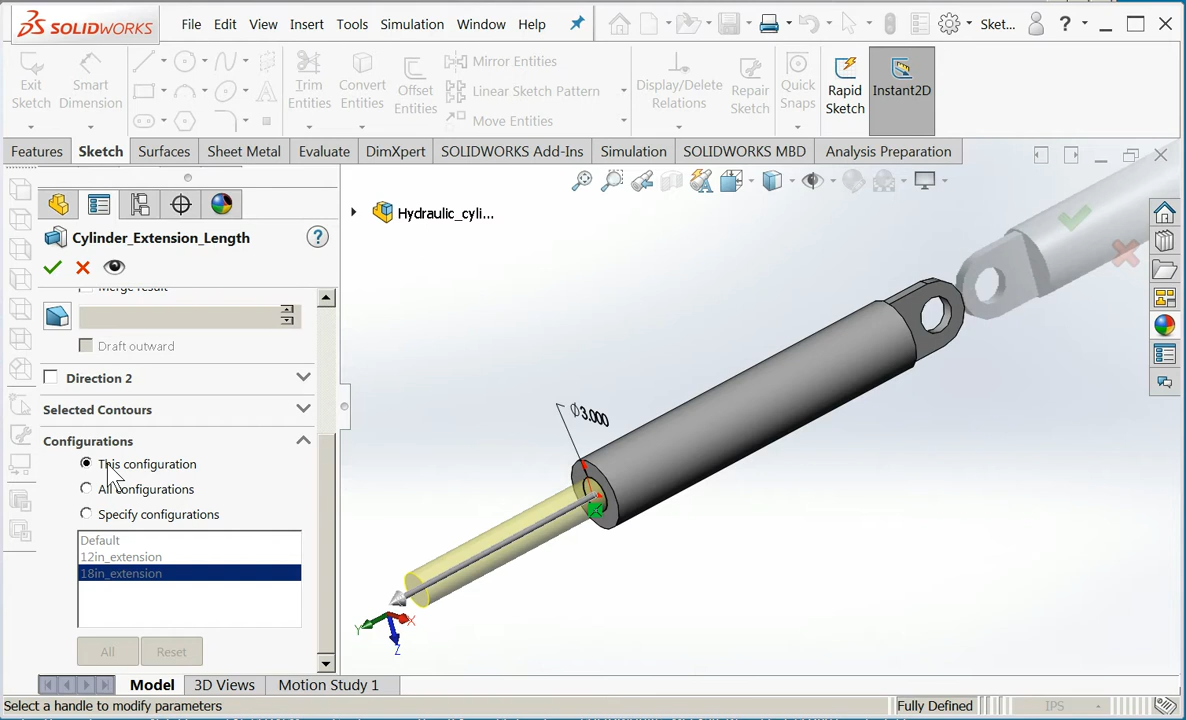 SOLIDWORKS File Edit View Insert Tools Simulation Window Help Sket... ?
Exit Sketch
Smart Dimension
Trim Entities
Convert Entities
Offset Entities
Mirror Entities
Linear Sketch Pattern
Move Entities
Display/Delete Relations
Repair Sketch
Quick Snaps
Rapid Sketch
Instant2D
Features Sketch Surfaces Sheet Metal Evaluate DimXpert SOLIDWORKS Add-Ins Simulation SOLIDWORKS MBD Analysis Preparation
Hydraulic_cyli...
Cylinder_Extension_Length ?
Merge result
Draft outward
Direction 2
Selected Contours
Configurations
This configuration
All configurations
Specify configurations
Default
12in_extension
18in_extension
All Reset
Ø3.000
Y X Z
Model 3D Views Motion Study 1
Select a handle to modify parameters Fully Defined IPS